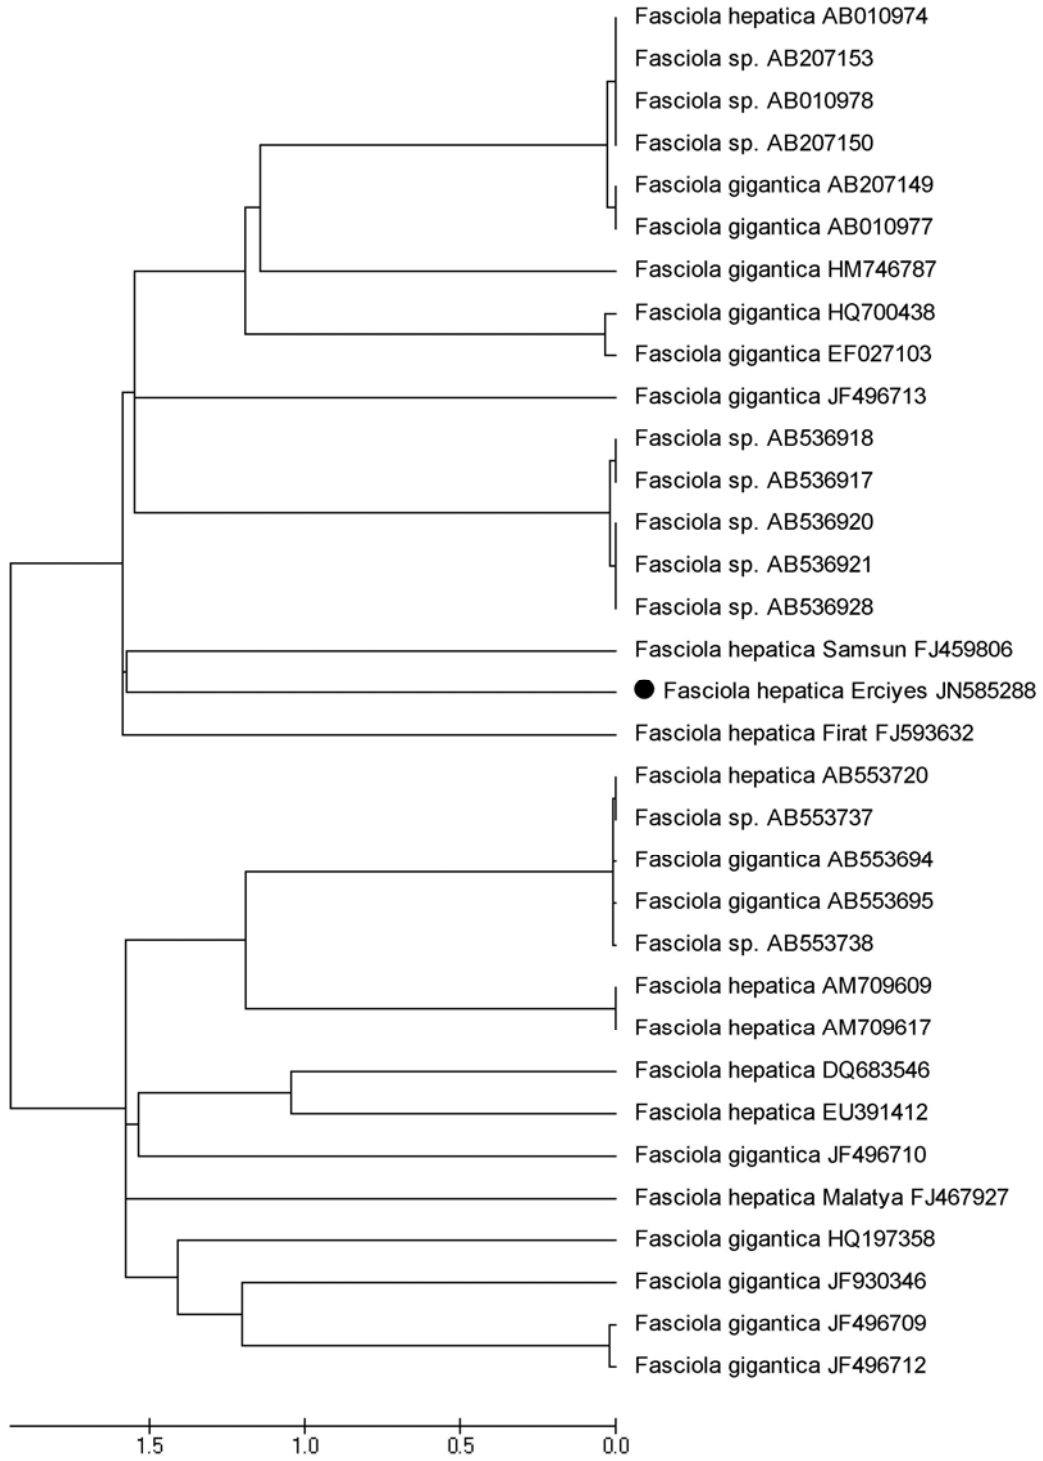 Fasciola hepatica AB010974
Fasciola sp. AB207153
Fasciola sp. AB010978
Fasciola sp. AB207150
Fasciola gigantica AB207149
Fasciola gigantica AB010977
Fasciola gigantica HM746787
Fasciola gigantica HQ700438
Fasciola gigantica EF027103
Fasciola gigantica JF496713
Fasciola sp. AB536918
Fasciola sp. AB536917
Fasciola sp. AB536920
Fasciola sp. AB536921
Fasciola sp. AB536928
Fasciola hepatica Samsun FJ459806
Fasciola hepatica Erciyes JN585288
Fasciola hepatica Firat FJ593632
Fasciola hepatica AB553720
Fasciola sp. AB553737
Fasciola gigantica AB553694
Fasciola gigantica AB553695
Fasciola sp. AB553738
Fasciola hepatica AM709609
Fasciola hepatica AM709617
Fasciola hepatica DQ683546
Fasciola hepatica EU391412
Fasciola gigantica JF496710
Fasciola hepatica Malatya FJ467927
Fasciola gigantica HQ197358
Fasciola gigantica JF930346
Fasciola gigantica JF496709
Fasciola gigantica JF496712
1.5 1.0 0.5 0.0